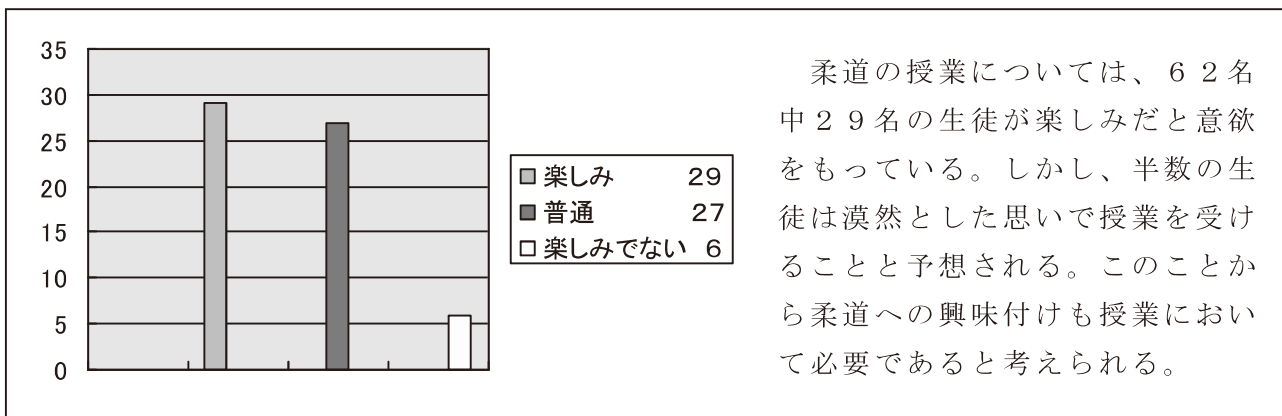 35
30
25
20
15
10
5
0
楽しみ 29
普通 27
楽しみでない 6
柔道の授業については、62名
中29名の生徒が楽しみだと意欲
をもっている。しかし、半数の生
徒は漠然とした思いで授業を受け
ることと予想される。このことか
ら柔道への興味付けも授業におい
て必要であると考えられる。